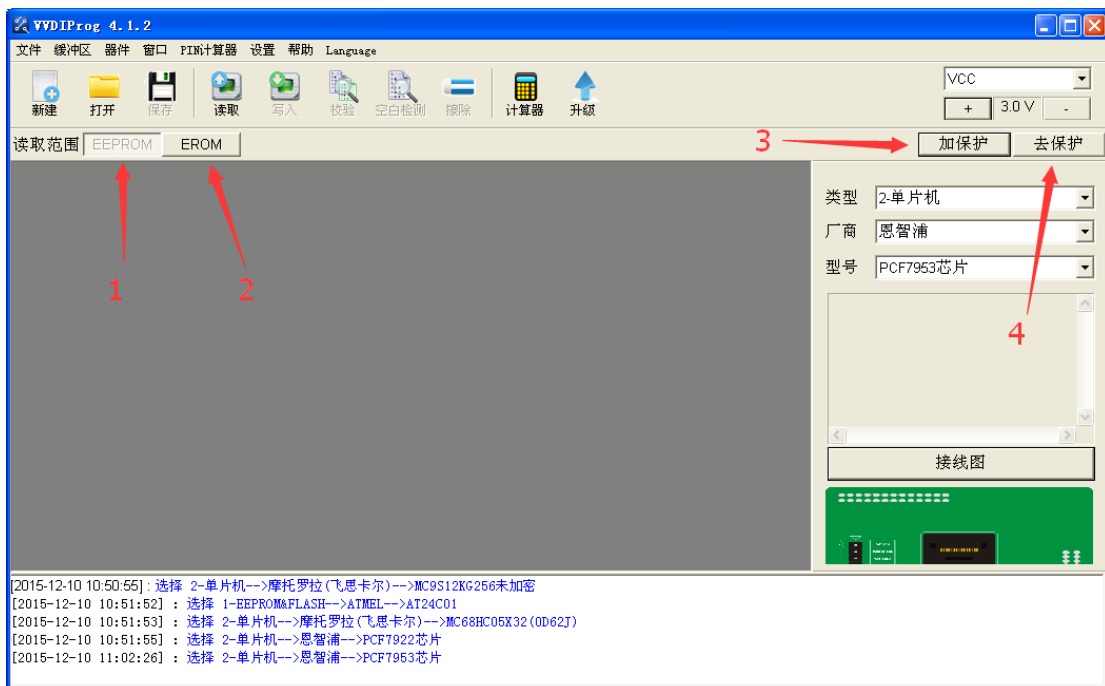 VVDIProg 4.1.2
文件 缓冲区 器件 窗口 PIN计算器 设置 帮助 Language
新建 打开 保存 读取 写入 校验 空白检测 擦除 计算器 升级
VCC
+ 3.0 V -
读取范围 EEPROM EROM 3 加保护 去保护
类型 2-单片机
厂商 恩智浦
型号 PCF7953芯片
1 2
4
接线图
[2015-12-10 10:50:55] : 选择 2-单片机-->摩托罗拉(飞思卡尔)-->MC9S12KG256未加密
[2015-12-10 10:51:52] : 选择 1-EEPROM&FLASH-->ATMEL-->AT24C01
[2015-12-10 10:51:53] : 选择 2-单片机-->摩托罗拉(飞思卡尔)-->MC68HC05X32(0D62J)
[2015-12-10 10:51:55] : 选择 2-单片机-->恩智浦-->PCF7922芯片
[2015-12-10 11:02:26] : 选择 2-单片机-->恩智浦-->PCF7953芯片